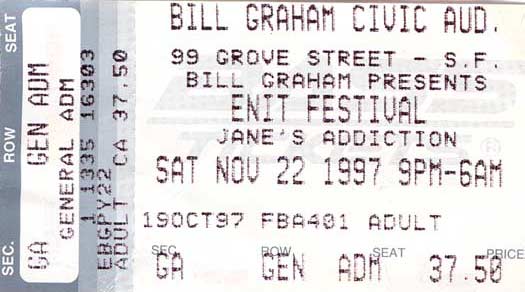 BILL GRAHAM CIVIC AUD.
99 GROVE STREET - S.F.
BILL GRAHAM PRESENTS
ENIT FESTIVAL
JANE'S ADDICTION
SAT NOV 22 1997 9PM-6AM
19OCT97 FBA401 ADULT
SEC ROW SEAT PRICE
GA GEN ADM 37.50
SEC. ROW SEAT
GA GEN ADM
GENERAL ADM
1 1335 16303
EBGPY22
ADULT CA 37.50
TICKETS